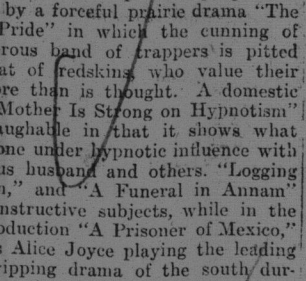 by a forceful prairie drama "The
Pride" in which the cunning of
rous band of trappers is pitted
at of redskins, who value their
re than is thought. A domestic
Mother Is Strong on Hypnotism"
aughable in that it shows what
one under hypnotic influence with
us husband and others. "Logging
n," and "A Funeral in Annam"
nstructive subjects, while in the
oduction "A Prisoner of Mexico,"
s Alice Joyce playing the leading
ripping drama of the south dur-